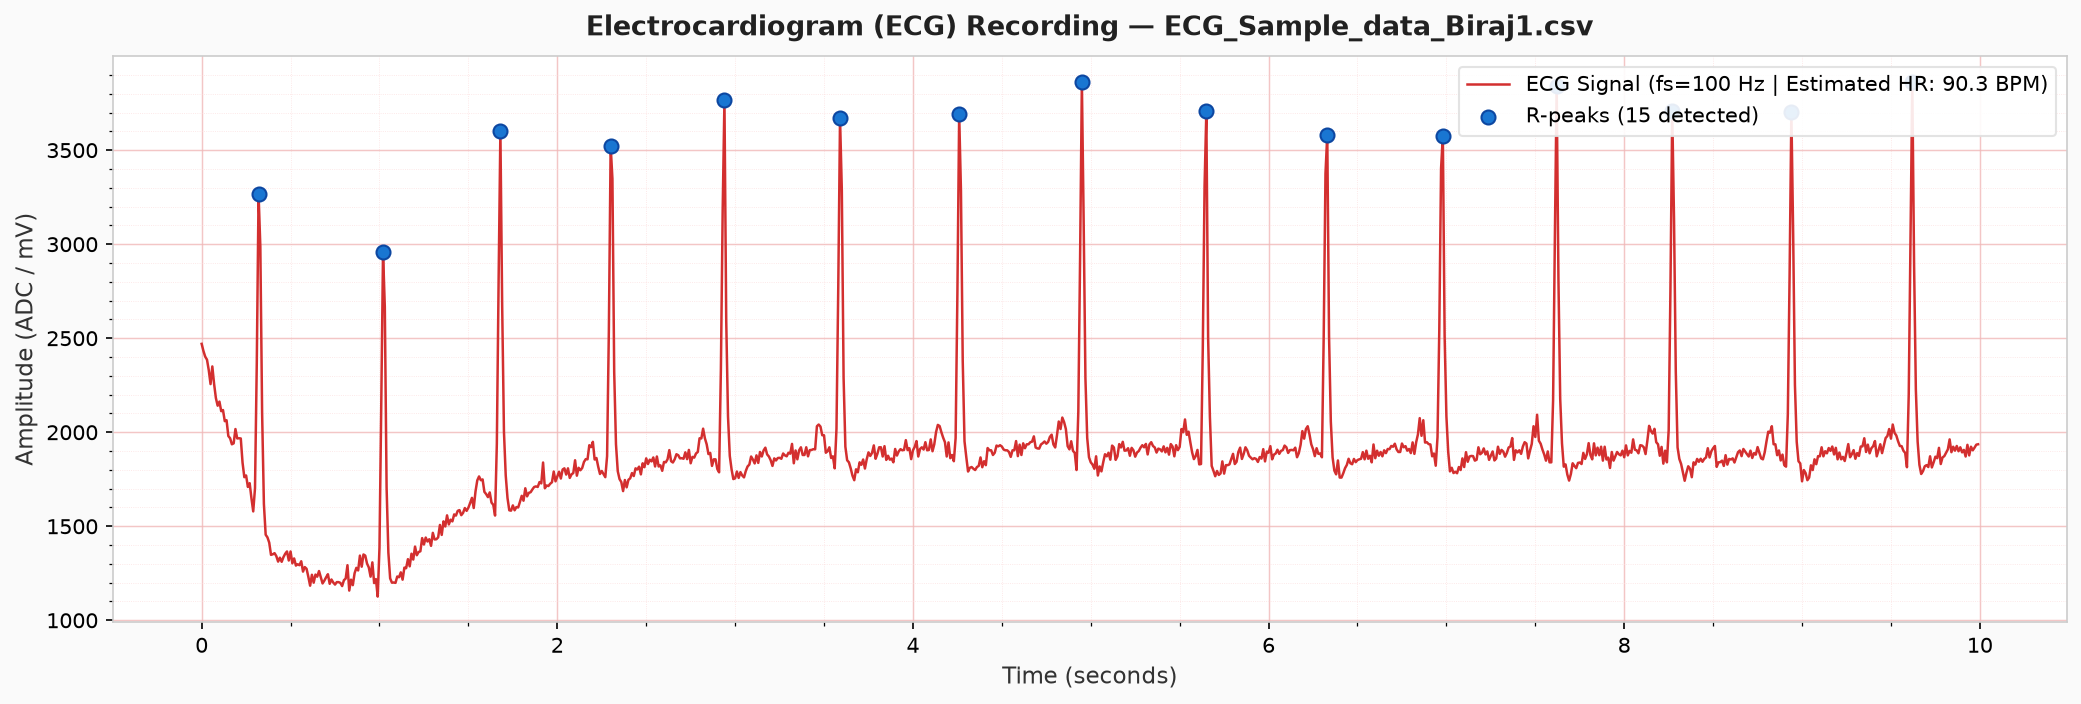 Electrocardiogram (ECG) Recording — ECG_Sample_data_Biraj1.csv
ECG Signal (fs=100 Hz | Estimated HR: 90.3 BPM)
R-peaks (15 detected)
Amplitude (ADC / mV)
3500
3000
2500
2000
1500
1000
0
2
4
6
8
10
Time (seconds)